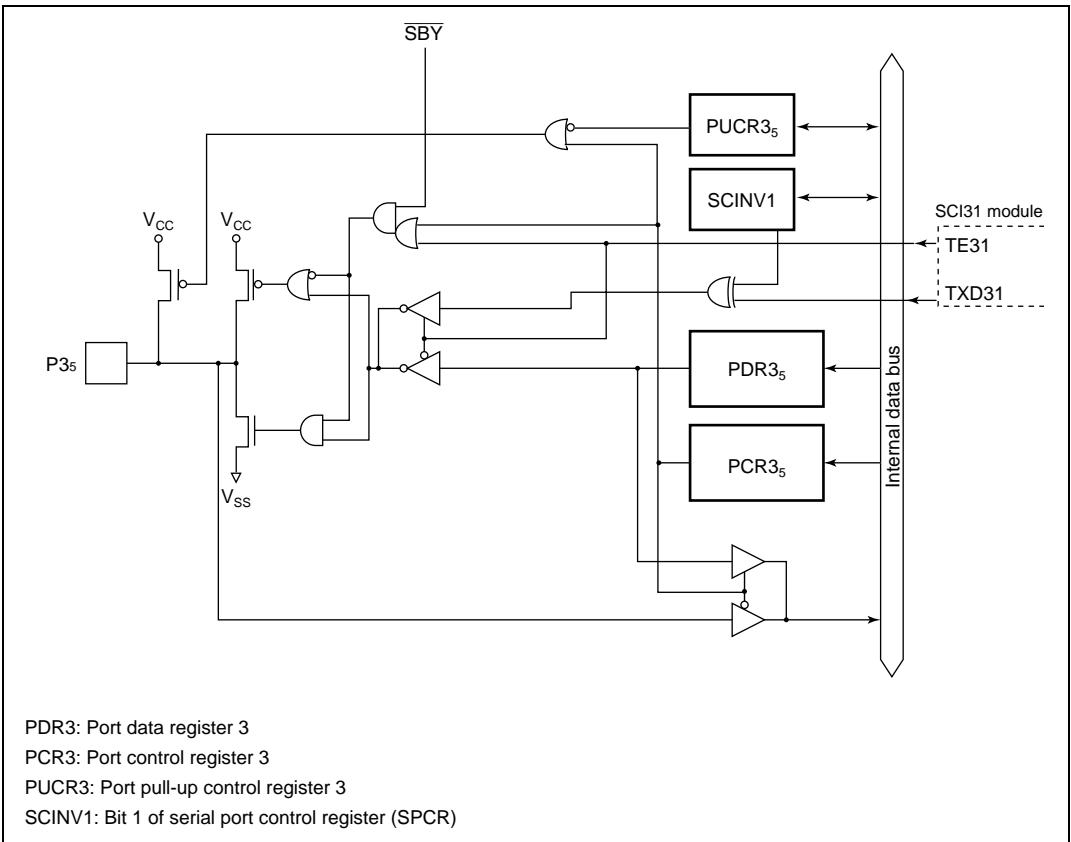 SBY
PUCR3₅
SCINV1
SCI31 module
TE31
TXD31
V_CC
V_CC
P3₅
PDR3₅
PCR3₅
V_SS
Internal data bus
PDR3: Port data register 3
PCR3: Port control register 3
PUCR3: Port pull-up control register 3
SCINV1: Bit 1 of serial port control register (SPCR)